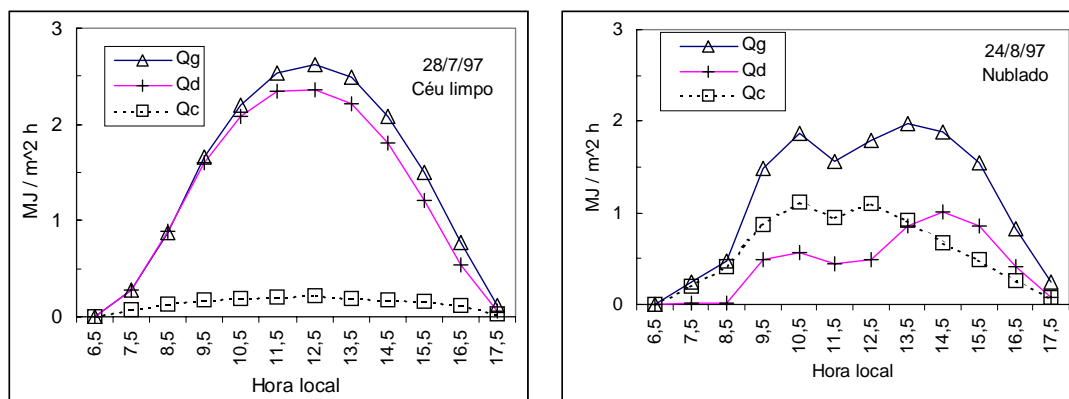 3
2
1
0
MJ / m^2 h
Qg
Qd
Qc
28/7/97
Céu limpo
6,5 7,5 8,5 9,5 10,5 11,5 12,5 13,5 14,5 15,5 16,5 17,5
Hora local
3
2
1
0
MJ / m^2 h
Qg
Qd
Qc
24/8/97
Nublado
6,5 7,5 8,5 9,5 10,5 11,5 12,5 13,5 14,5 15,5 16,5 17,5
Hora local